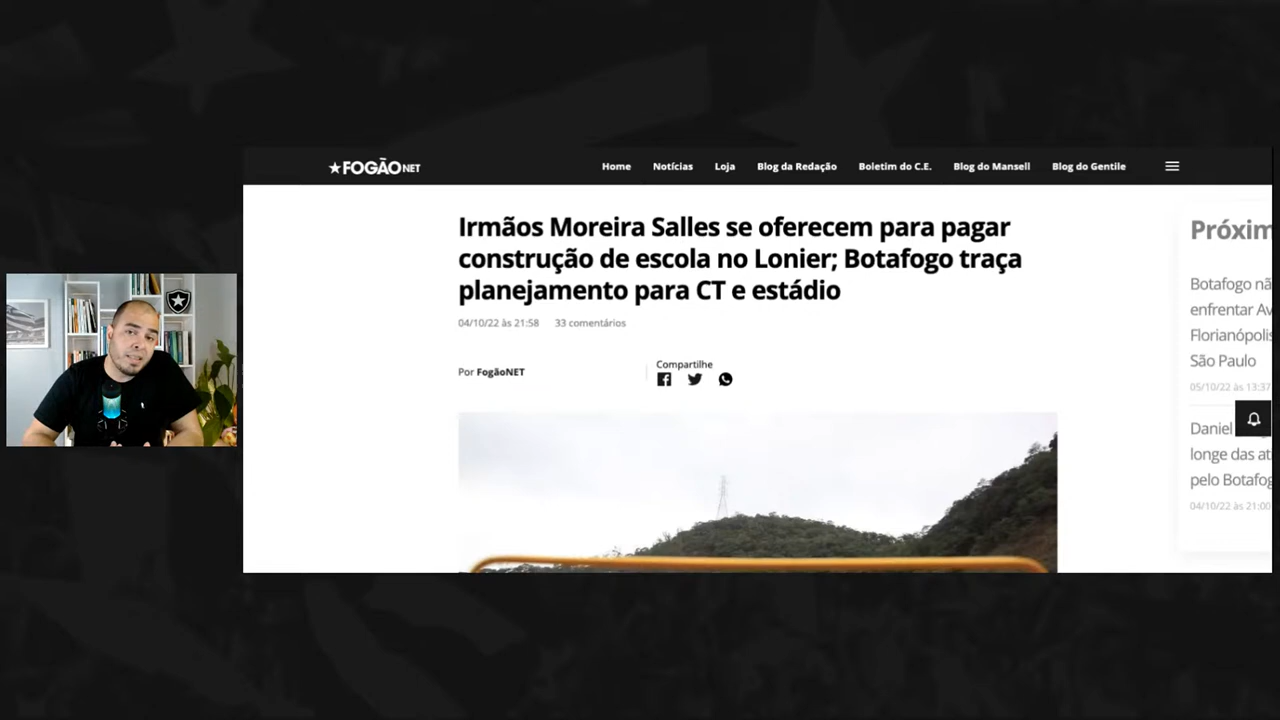 FOGÃO NET
Home Notícias Loja Blog da Redação Boletim do C.E. Blog do Mansell Blog do Gentile
Irmãos Moreira Salles se oferecem para pagar
construção de escola no Lonier; Botafogo traça
planejamento para CT e estádio
04/10/22 às 21:58 33 comentários
Por FogãoNET
Compartilhe
Próxim
Botafogo nã
enfrentar Av
Florianópolis
São Paulo
05/10/22 às 13:37
Daniel
longe das at
pelo Botafog
04/10/22 às 21:00